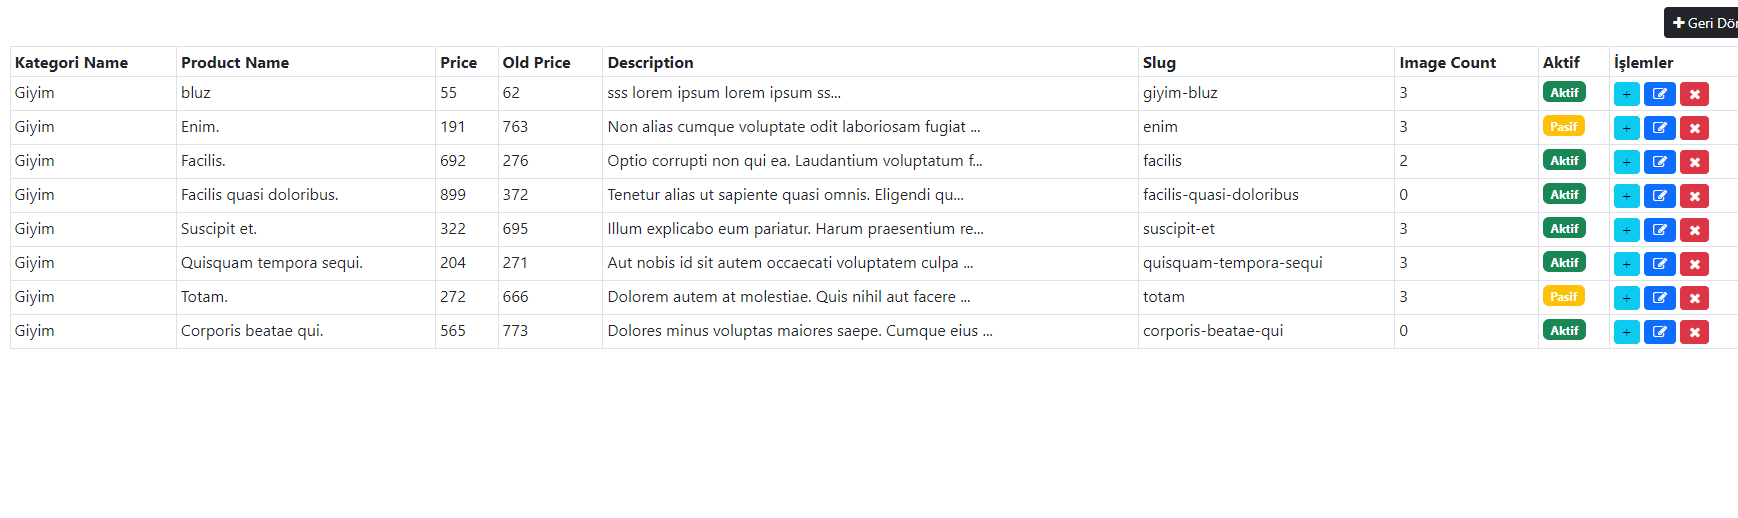 Geri Dön
Kategori Name Product Name Price Old Price Description Slug Image Count Aktif İşlemler
Giyim bluz 55 62 sss lorem ipsum lorem ipsum ss... giyim-bluz 3 Aktif +
Giyim Enim. 191 763 Non alias cumque voluptate odit laboriosam fugiat ... enim 3 Pasif +
Giyim Facilis. 692 276 Optio corrupti non qui ea. Laudantium voluptatum f... facilis 2 Aktif +
Giyim Facilis quasi doloribus. 899 372 Tenetur alias ut sapiente quasi omnis. Eligendi qu... facilis-quasi-doloribus 0 Aktif +
Giyim Suscipit et. 322 695 Illum explicabo eum pariatur. Harum praesentium re... suscipit-et 3 Aktif +
Giyim Quisquam tempora sequi. 204 271 Aut nobis id sit autem occaecati voluptatem culpa ... quisquam-tempora-sequi 3 Aktif +
Giyim Totam. 272 666 Dolorem autem at molestiae. Quis nihil aut facere ... totam 3 Pasif +
Giyim Corporis beatae qui. 565 773 Dolores minus voluptas maiores saepe. Cumque eius ... corporis-beatae-qui 0 Aktif +